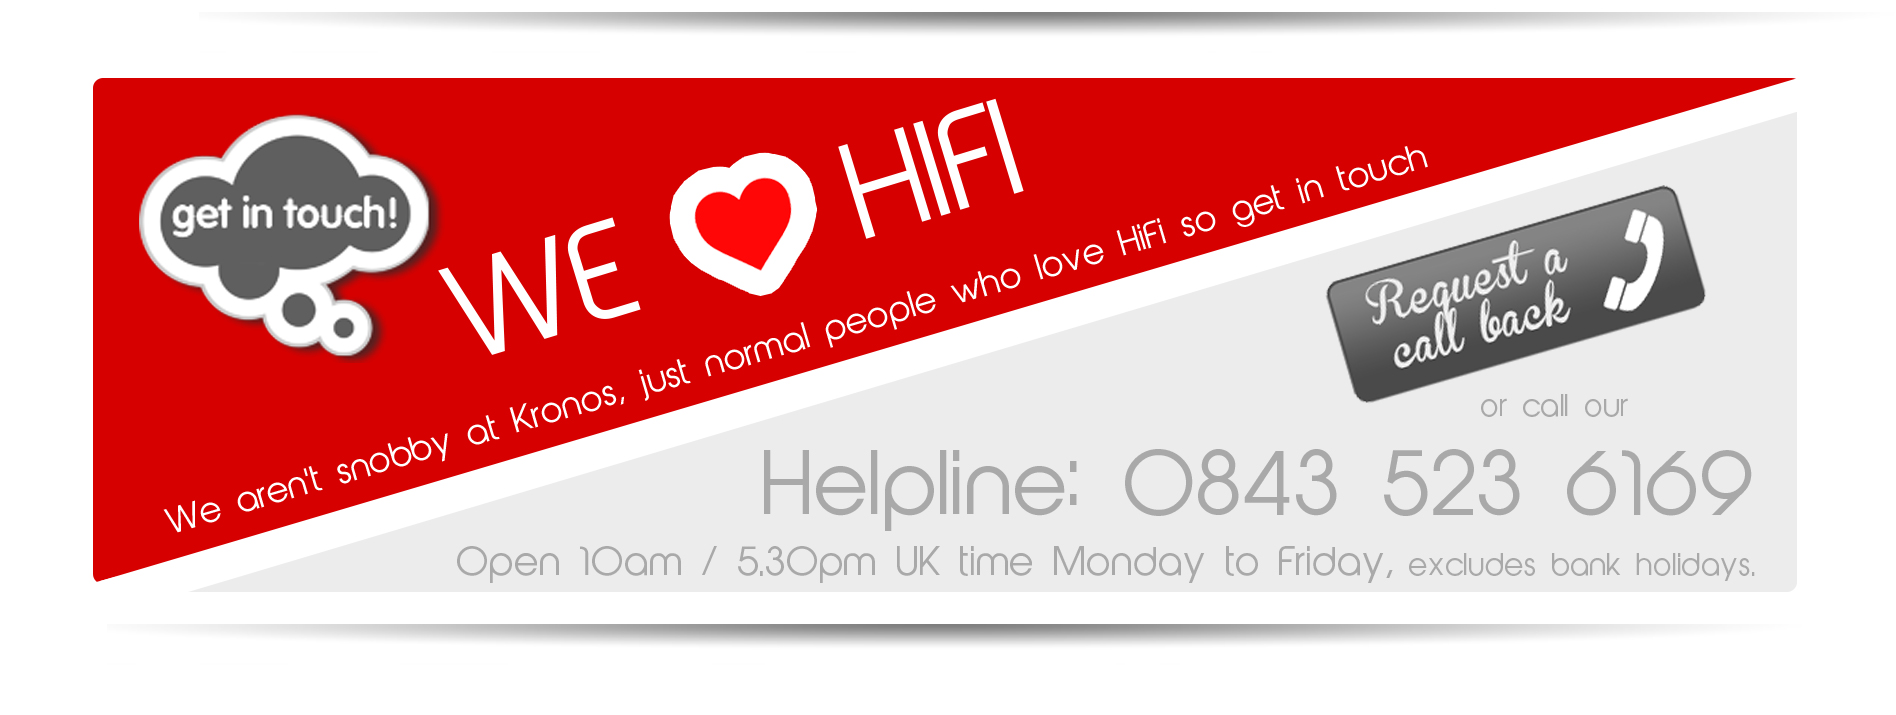 get in touch!
WE HIFI
We aren't snobby at Kronos, just normal people who love HiFi so get in touch
Request a
call back
or call our
Helpline: 0843 523 6169
Open 10am / 5.30pm UK time Monday to Friday, excludes bank holidays.